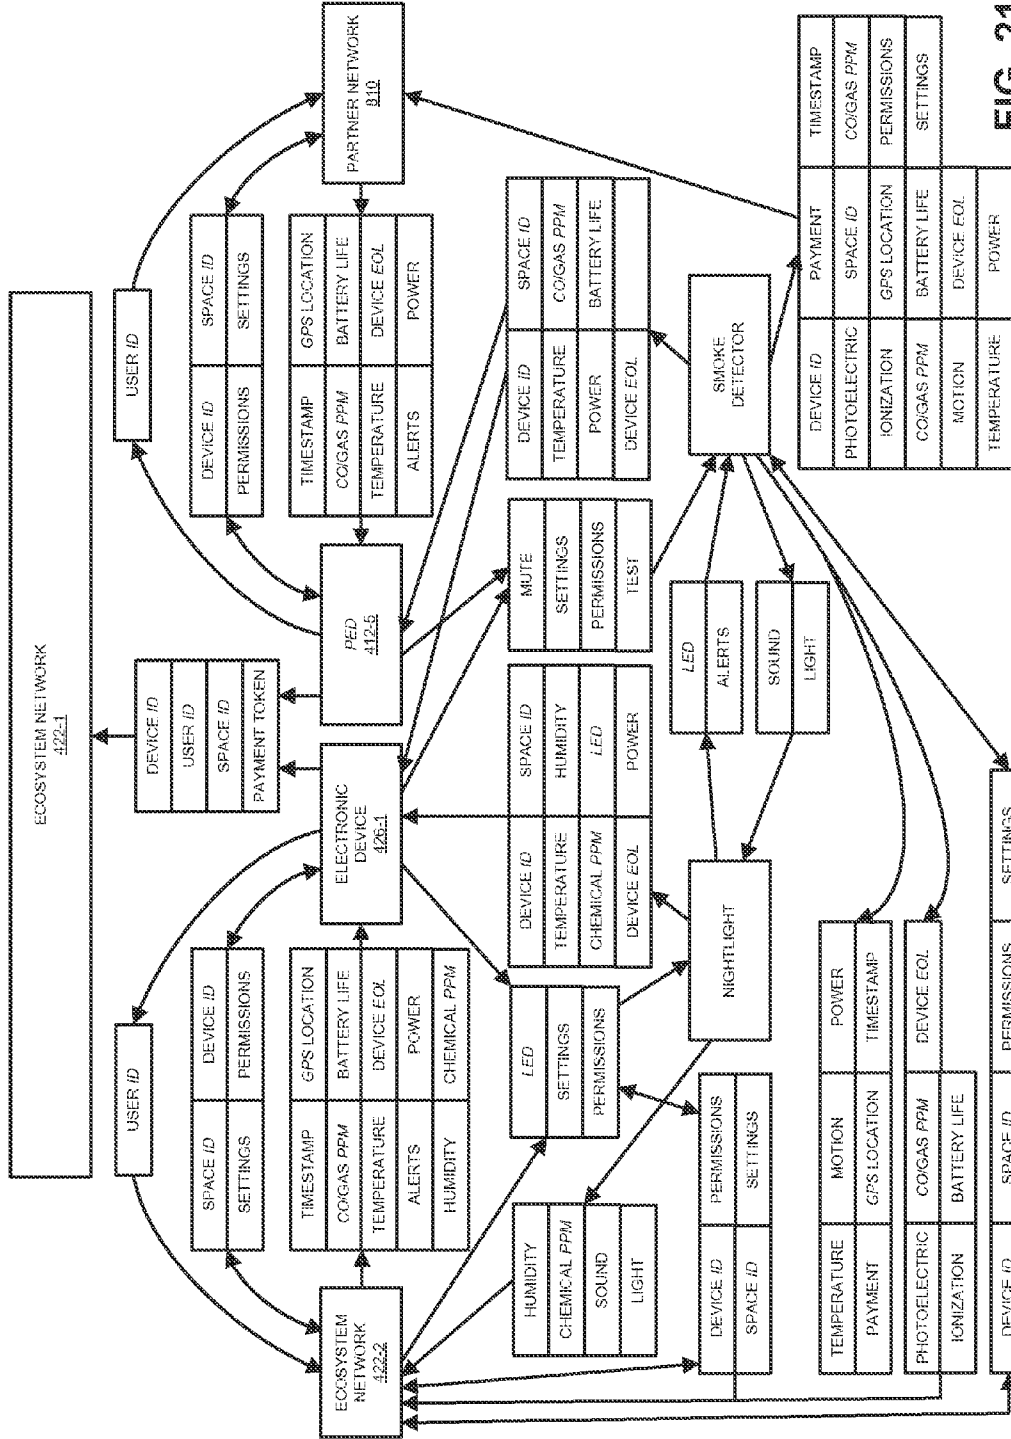 ECOSYSTEM NETWORK
422-1
USER ID
USER ID
DEVICE ID
USER ID
SPACE ID
PAYMENT TOKEN
SPACE ID DEVICE ID
SETTINGS PERMISSIONS
DEVICE ID SPACE ID
PERMISSIONS SETTINGS
TIMESTAMP GPS LOCATION
CO/GAS PPM BATTERY LIFE
TEMPERATURE DEVICE EOL
ALERTS POWER
HUMIDITY CHEMICAL PPM
TIMESTAMP GPS LOCATION
CO/GAS PPM BATTERY LIFE
TEMPERATURE DEVICE EOL
ALERTS POWER
ECOSYSTEM
NETWORK
422-2
ELECTRONIC
DEVICE
426-1
PED
412-5
PARTNER NETWORK
810
HUMIDITY
CHEMICAL PPM
SOUND
LIGHT
LED
SETTINGS
PERMISSIONS
DEVICE ID SPACE ID
TEMPERATURE HUMIDITY
CHEMICAL PPM LED
DEVICE EOL POWER
MUTE
SETTINGS
PERMISSIONS
TEST
DEVICE ID SPACE ID
TEMPERATURE CO/GAS PPM
POWER BATTERY LIFE
DEVICE EOL
DEVICE ID PERMISSIONS
SPACE ID SETTINGS
NIGHTLIGHT
LED
ALERTS
SOUND
LIGHT
SMOKE
DETECTOR
TEMPERATURE MOTION POWER
PAYMENT GPS LOCATION TIMESTAMP
PHOTOELECTRIC CO/GAS PPM DEVICE EOL
IONIZATION BATTERY LIFE
DEVICE ID PAYMENT TIMESTAMP
PHOTOELECTRIC SPACE ID CO/GAS PPM
IONIZATION GPS LOCATION PERMISSIONS
CO/GAS PPM BATTERY LIFE SETTINGS
MOTION DEVICE EOL
TEMPERATURE POWER
DEVICE ID SPACE ID PERMISSIONS SETTINGS
FIG. 21